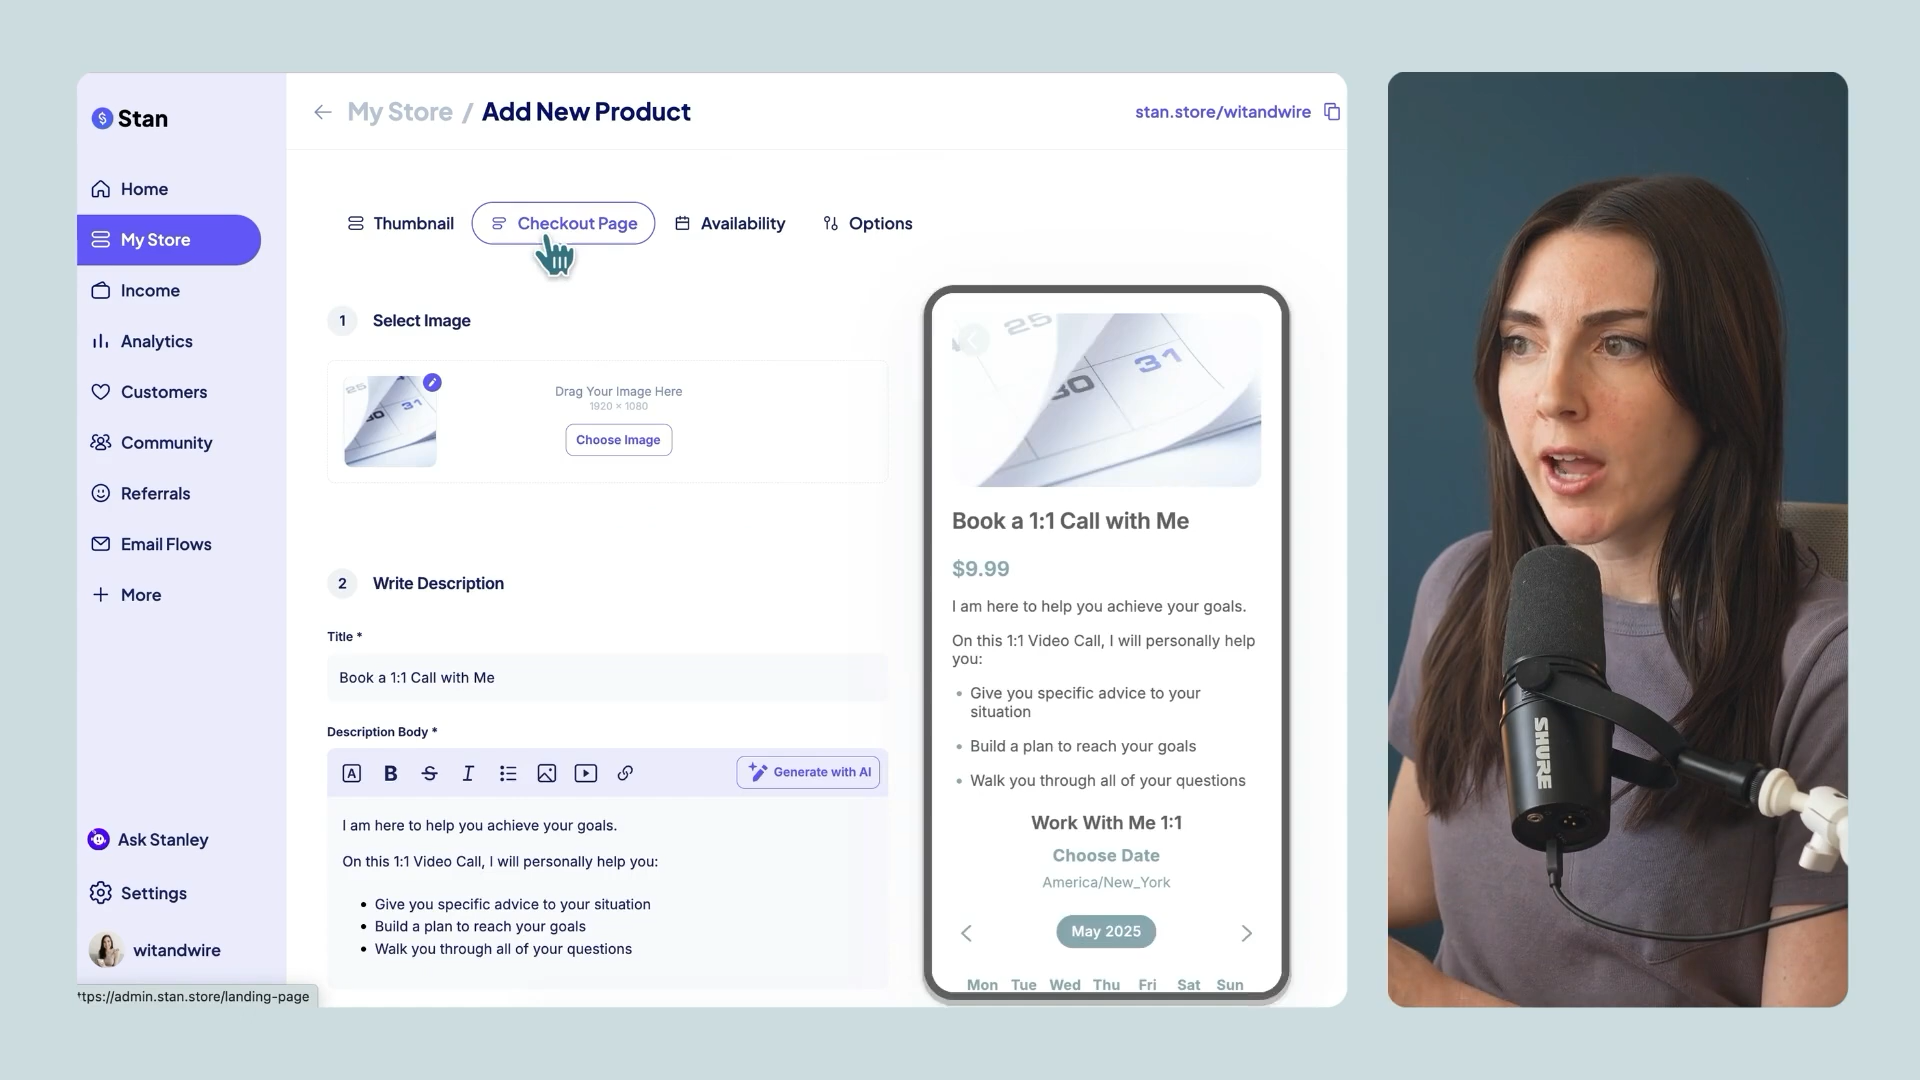 Stan
Home
My Store
Income
Analytics
Customers
Community
Referrals
Email Flows
More
Ask Stanley
Settings
witandwire
ttps://admin.stan.store/landing-page
My Store / Add New Product
stan.store/witandwire
Thumbnail
Checkout Page
Availability
Options
1 Select Image
25
30
31
Drag Your Image Here
1920 × 1080
Choose Image
2 Write Description
Title *
Book a 1:1 Call with Me
Description Body *
A B S I
Generate with AI
I am here to help you achieve your goals.
On this 1:1 Video Call, I will personally help you:
• Give you specific advice to your situation
• Build a plan to reach your goals
• Walk you through all of your questions
25
30
31
Book a 1:1 Call with Me
$9.99
I am here to help you achieve your goals.
On this 1:1 Video Call, I will personally help
you:
• Give you specific advice to your
situation
• Build a plan to reach your goals
• Walk you through all of your questions
Work With Me 1:1
Choose Date
America/New_York
May 2025
Mon Tue Wed Thu Fri Sat Sun
SHURE